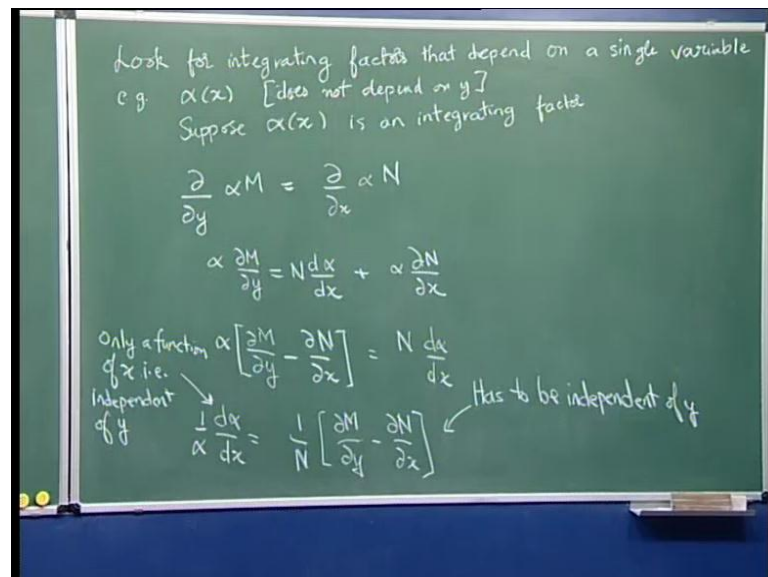 Look for integrating factors that depend on a single variable
e g. α(x) [does not depend on y]
Suppose α(x) is an integrating factor
∂/∂y αM = ∂/∂x αN
α ∂M/∂y = N dα/dx + α ∂N/∂x
α[∂M/∂y - ∂N/∂x] = N dα/dx
Only a function
of x i.e.
independent
of y
1/α dα/dx = 1/N [∂M/∂y - ∂N/∂x]
Has to be independent of y